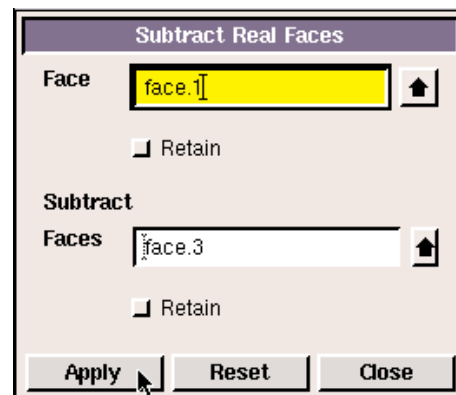 Subtract Real Faces
Face face.1
Retain
Subtract
Faces face.3
Retain
Apply Reset Close